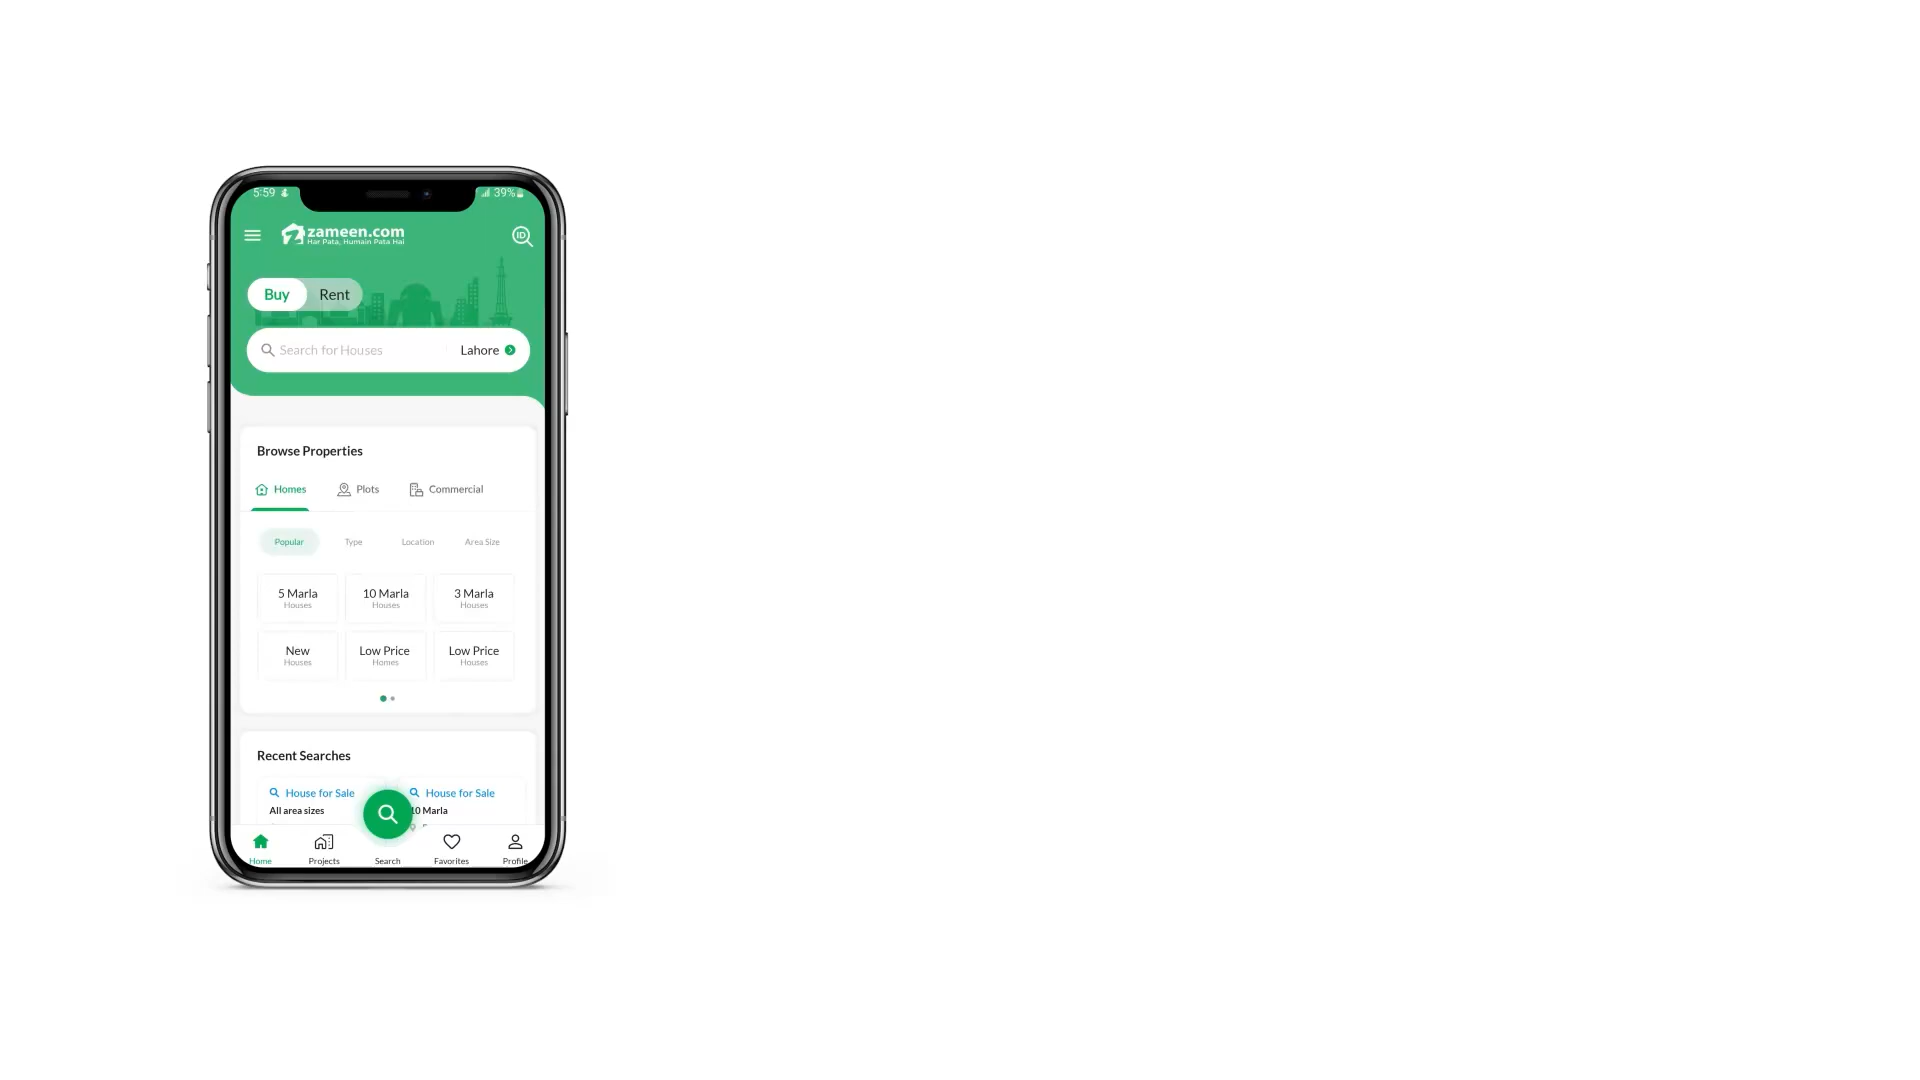 5:59
39%
zameen.com
Har Pata, Humain Pata Hai
ID
Buy Rent
Search for Houses Lahore
Browse Properties
Homes Plots Commercial
Popular Type Location Area Size
5 Marla 10 Marla 3 Marla
Houses Houses Houses
New Low Price Low Price
Houses Homes Houses
Recent Searches
House for Sale House for Sale
All area sizes 10 Marla
Home Projects Search Favorites Profile